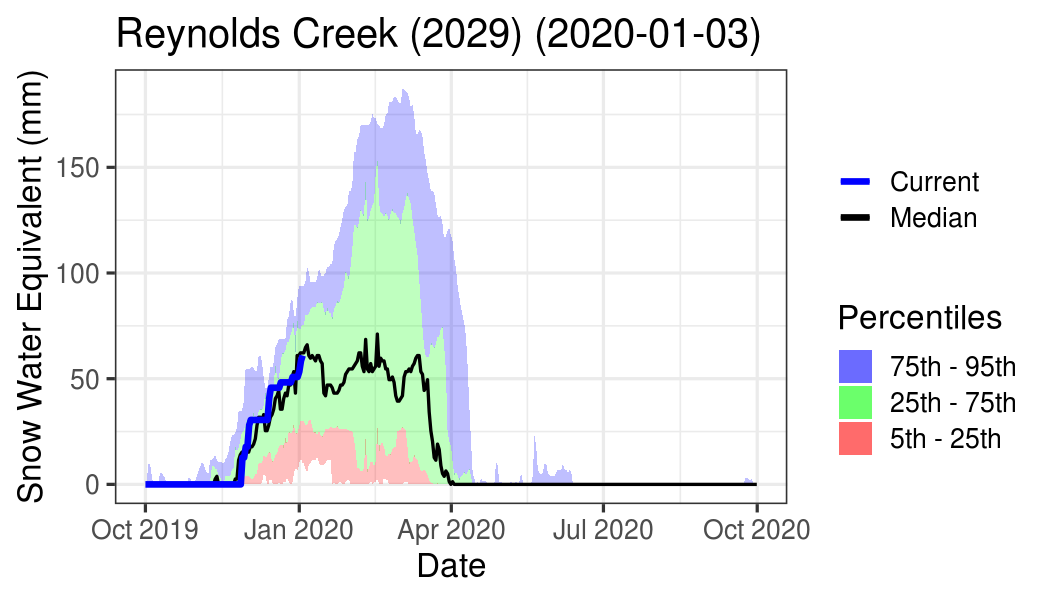 Reynolds Creek (2029) (2020-01-03)
Snow Water Equivalent (mm)
150
100
50
0
Oct 2019
Jan 2020
Apr 2020
Jul 2020
Oct 2020
Date
Current
Median
Percentiles
75th - 95th
25th - 75th
5th - 25th